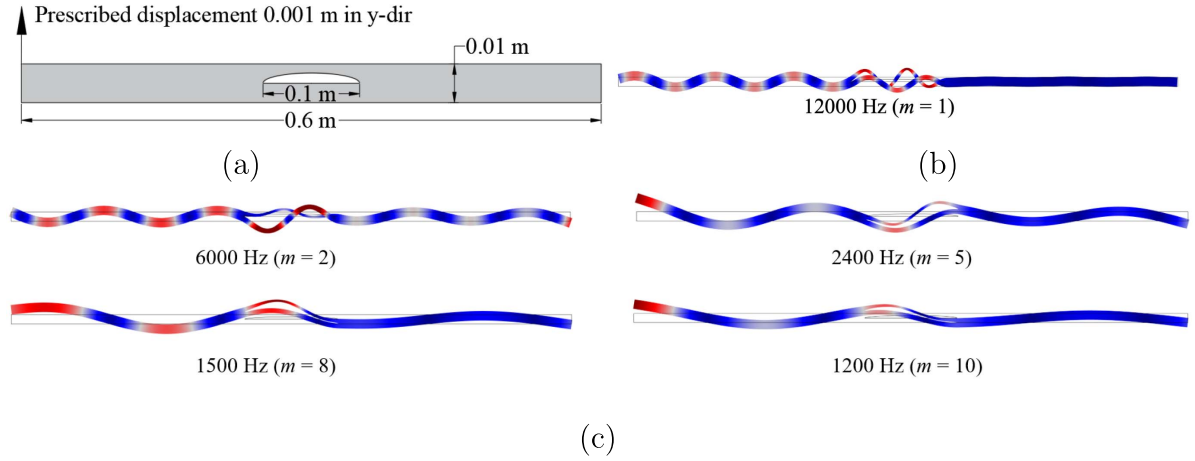 Prescribed displacement 0.001 m in y-dir
0.01 m
0.1 m
0.6 m
12000 Hz (m = 1)
(a)
(b)
6000 Hz (m = 2)
2400 Hz (m = 5)
1500 Hz (m = 8)
1200 Hz (m = 10)
(c)